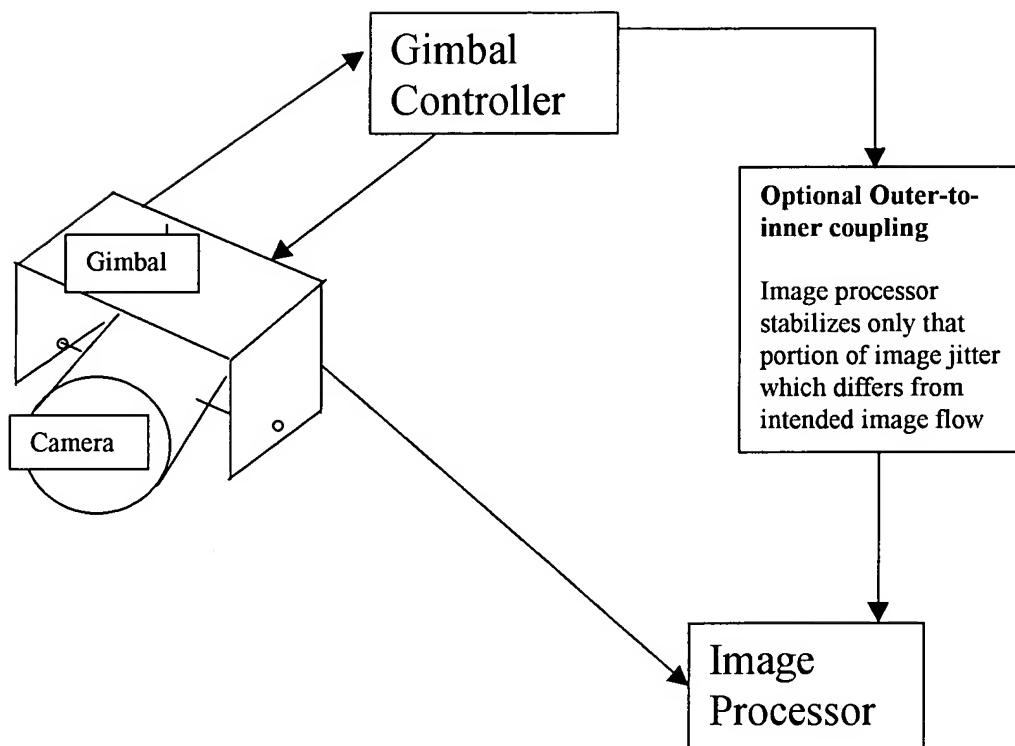 Gimbal
Controller
Optional Outer-to-
inner coupling
Image processor
stabilizes only that
portion of image jitter
which differs from
intended image flow
Gimbal
Camera
Image
Processor